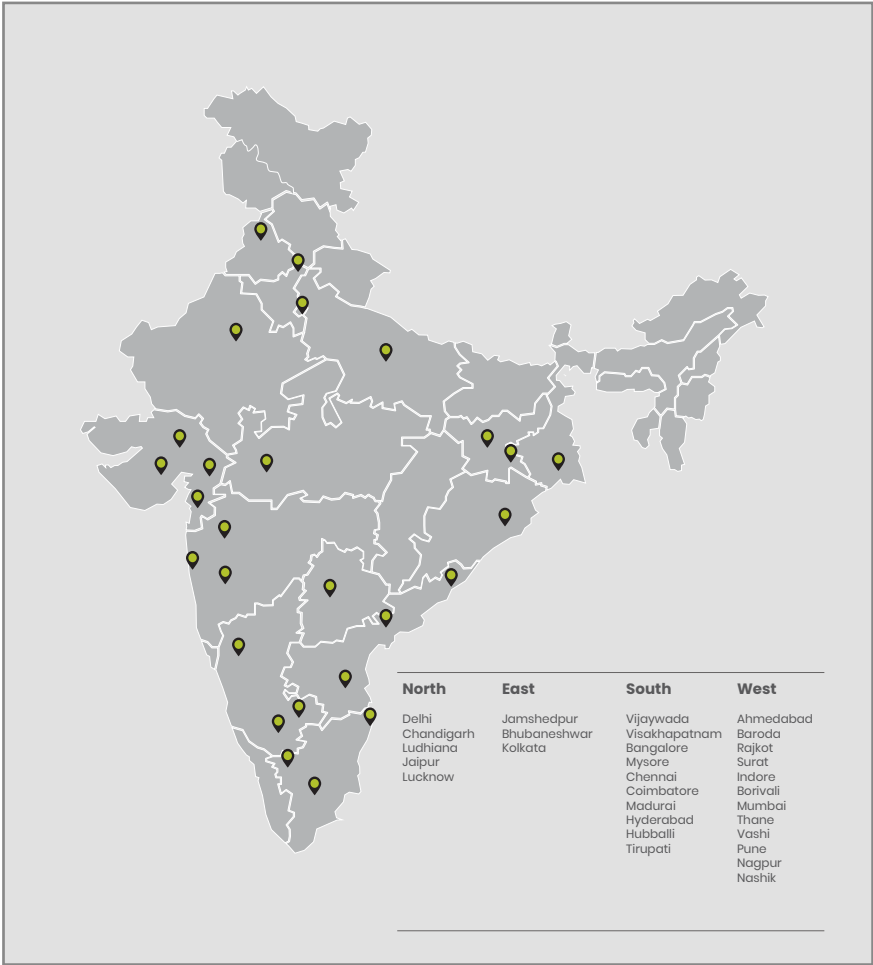 North
Delhi
Chandigarh
Ludhiana
Jaipur
Lucknow
East
Jamshedpur
Bhubaneshwar
Kolkata
South
Vijaywada
Visakhapatnam
Bangalore
Mysore
Chennai
Coimbatore
Madurai
Hyderabad
Hubballi
Tirupati
West
Ahmedabad
Baroda
Rajkot
Surat
Indore
Borivali
Mumbai
Thane
Vashi
Pune
Nagpur
Nashik